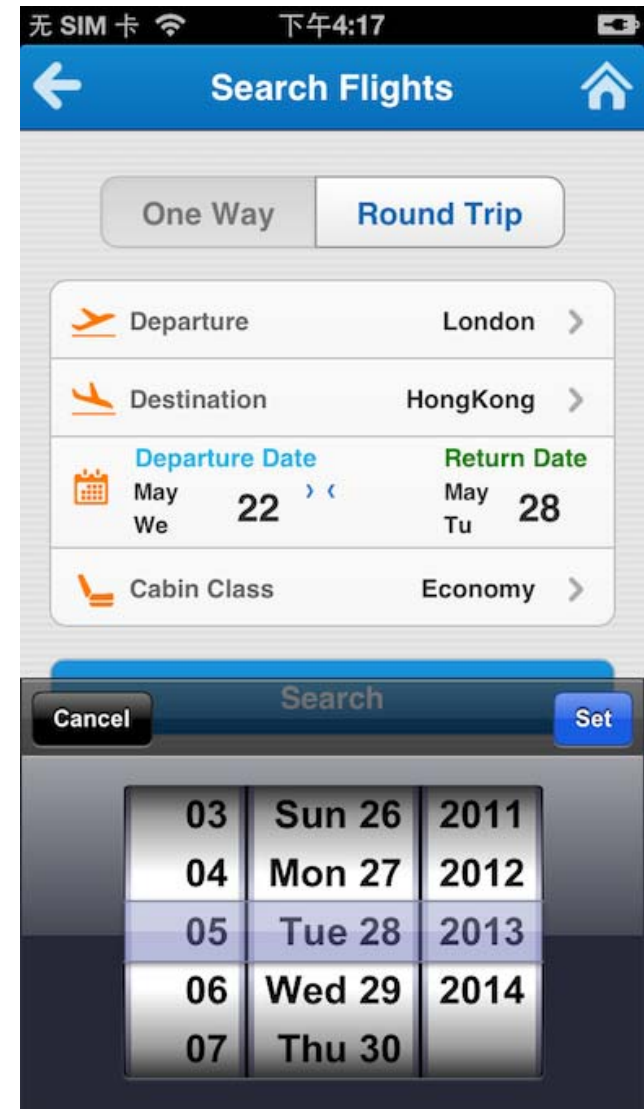 无 SIM 卡 下午4:17
Search Flights
One Way Round Trip
Departure London
Destination HongKong
Departure Date Return Date
May 22 May 28
We Tu
Cabin Class Economy
Search
Cancel Set
03 Sun 26 2011
04 Mon 27 2012
05 Tue 28 2013
06 Wed 29 2014
07 Thu 30